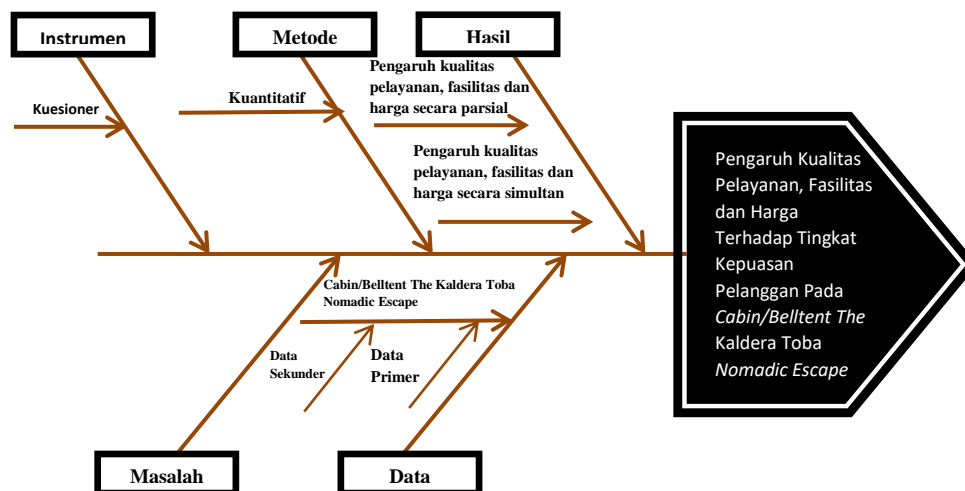 Instrumen
Metode
Hasil
Kuesioner
Kuantitatif
Pengaruh kualitas
pelayanan, fasilitas dan
harga secara parsial
Pengaruh kualitas
pelayanan, fasilitas dan
harga secara simultan
Pengaruh Kualitas
Pelayanan, Fasilitas
dan Harga
Terhadap Tingkat
Kepuasan
Pelanggan Pada
Cabin/Belltent The
Kaldera Toba
Nomadic Escape
Cabin/Belltent The Kaldera Toba
Nomadic Escape
Data
Sekunder
Data
Primer
Masalah
Data